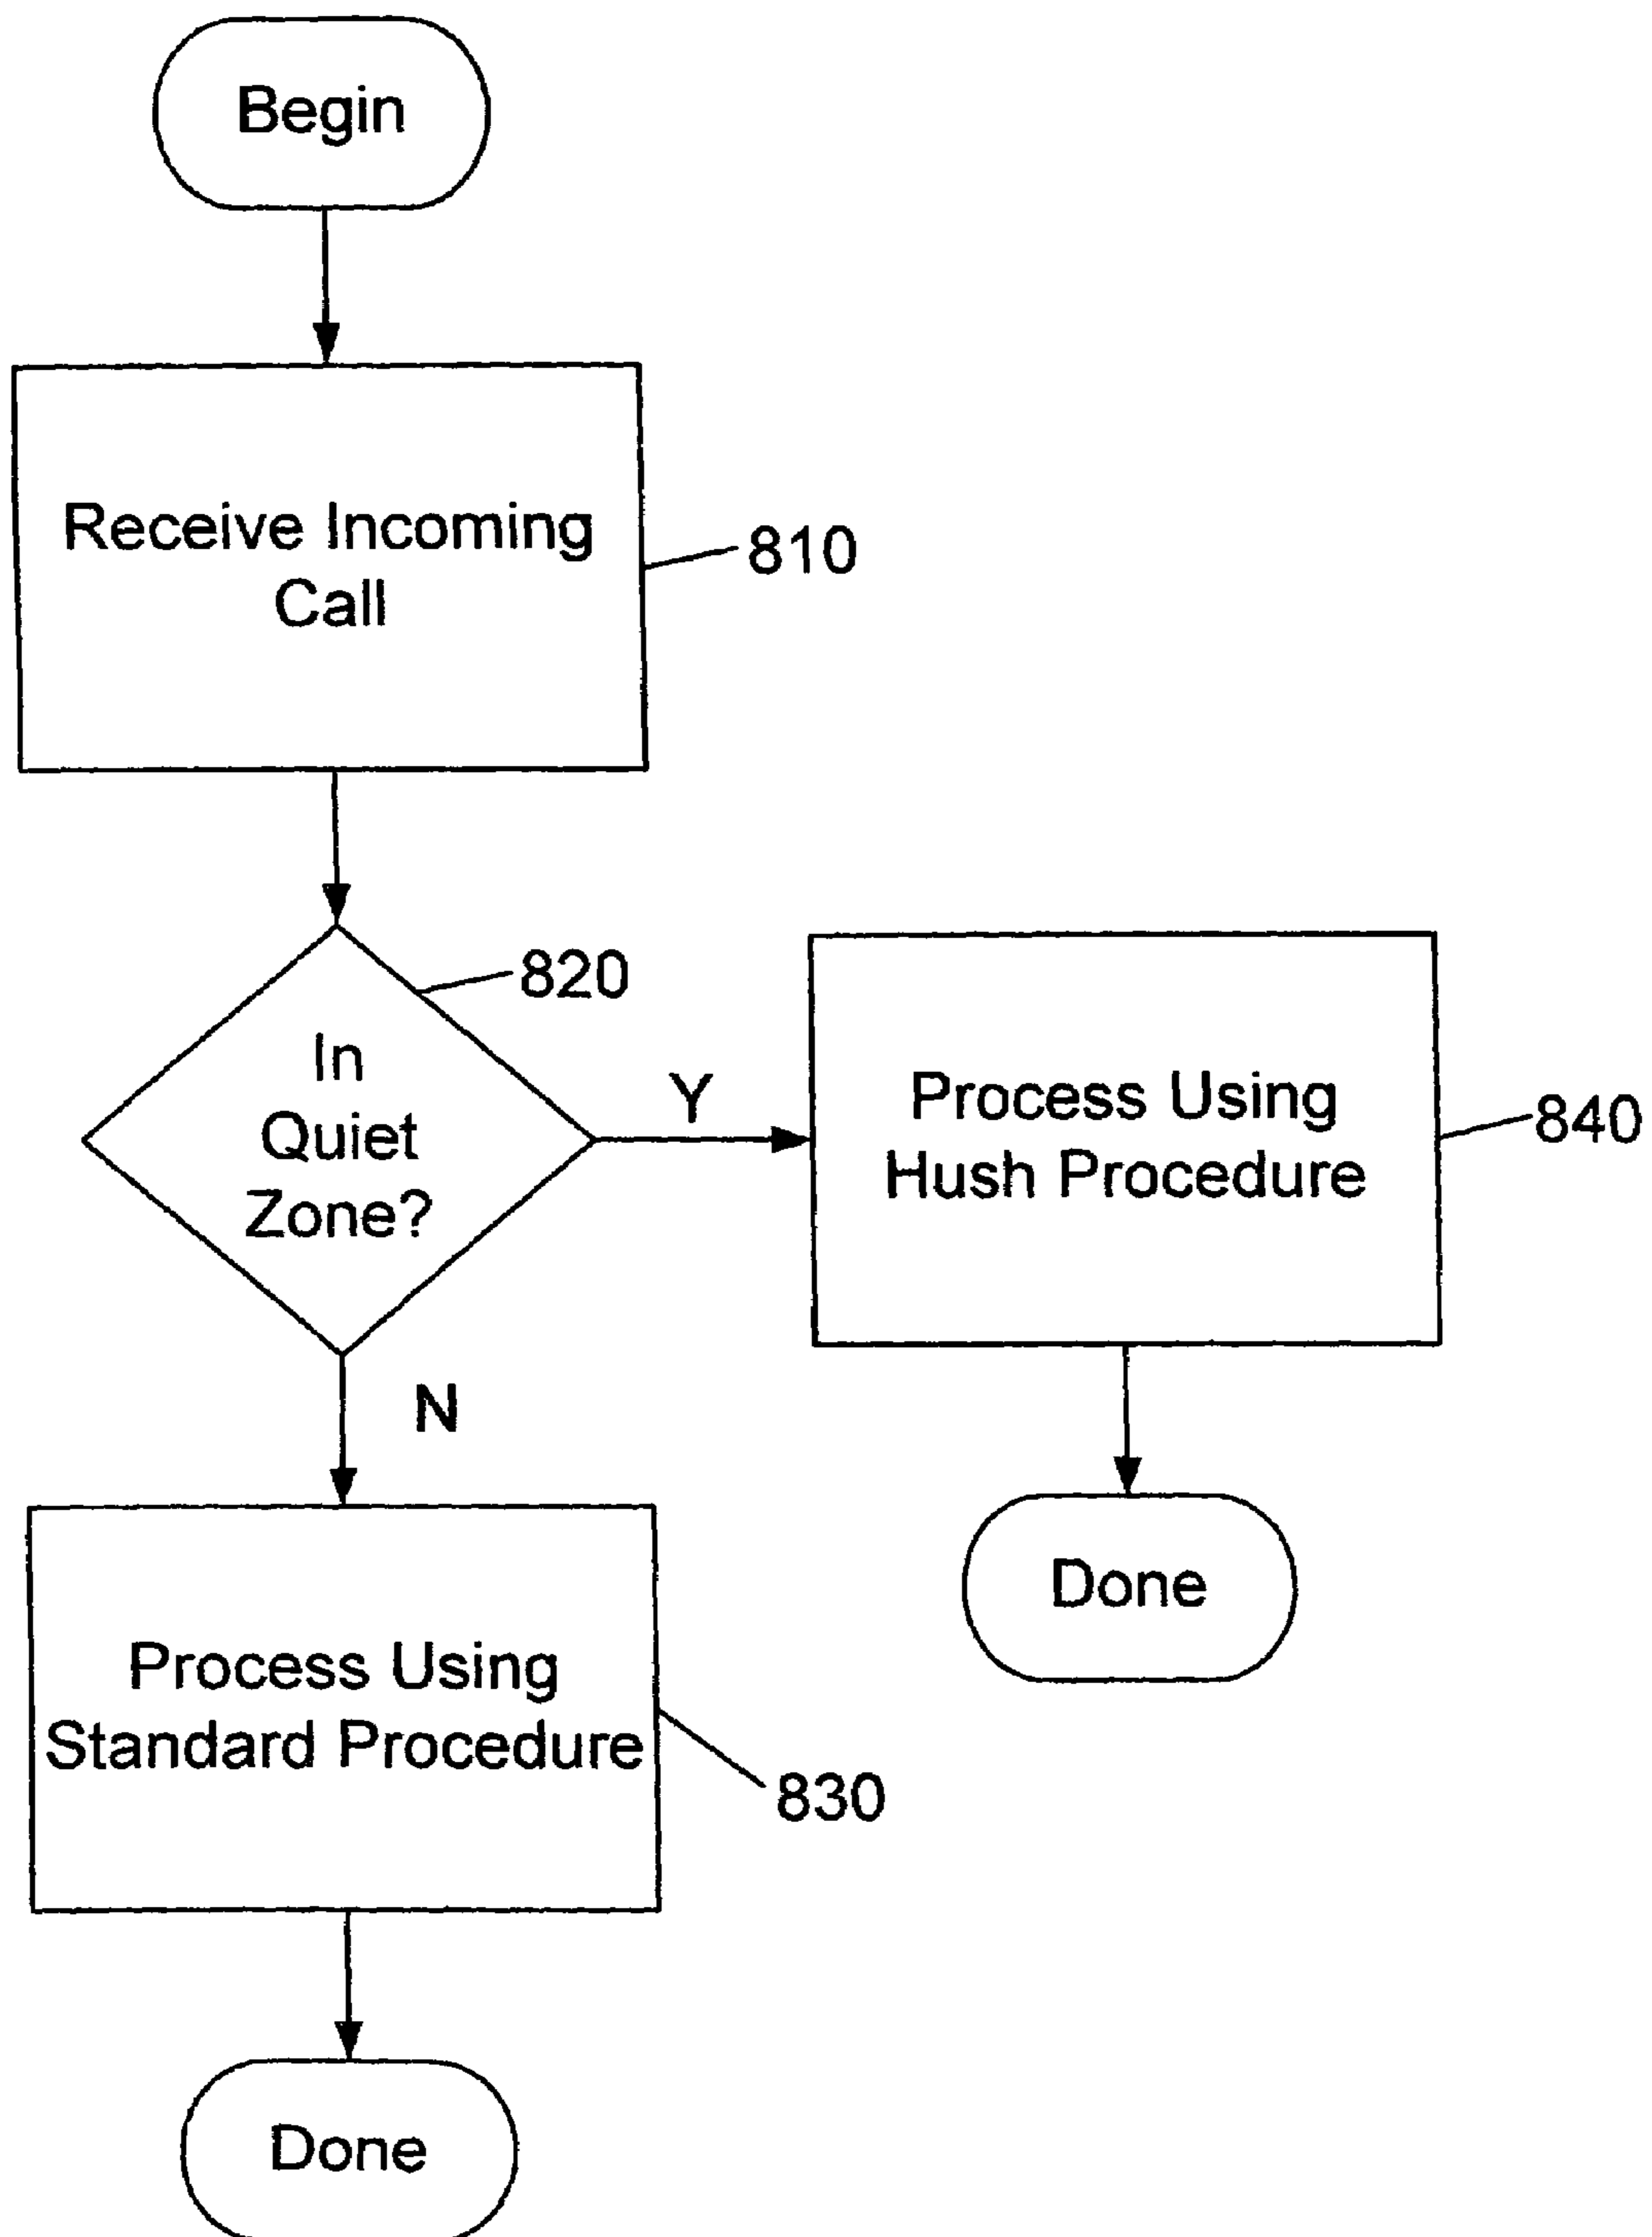 Begin
Receive Incoming
Call
810
820
In
Quiet
Zone?
Y
Process Using
Hush Procedure
840
N
Done
Process Using
Standard Procedure
830
Done